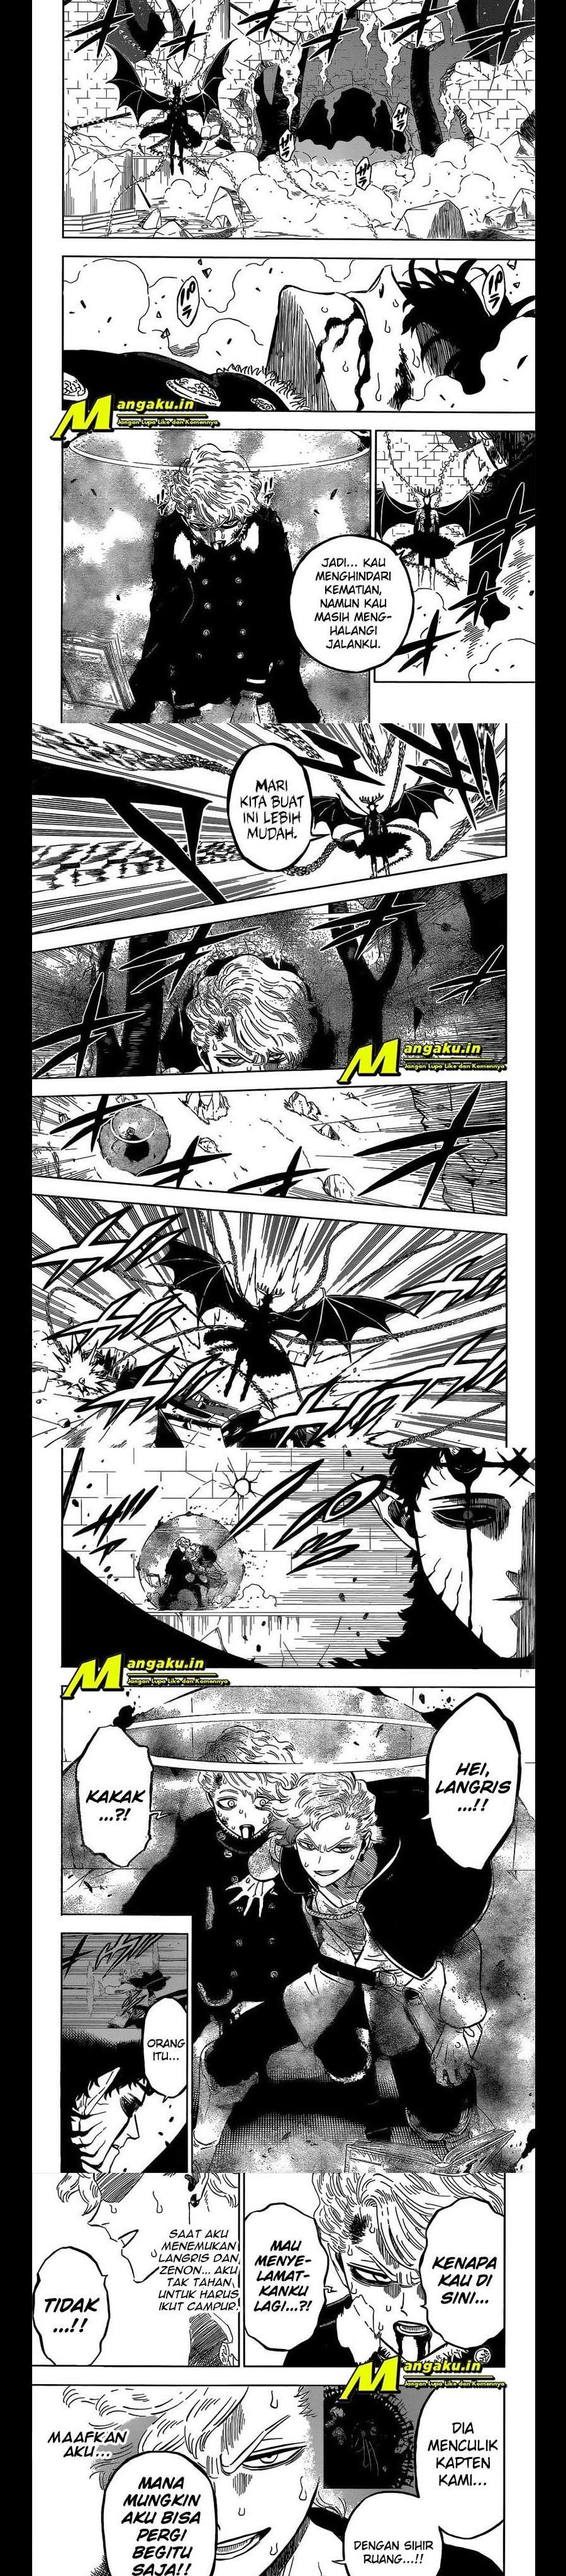 Mangaku.in
Jangan Lupa Like dan Komennya
JADI... KAU
MENGHINDARI
KEMATIAN,
NAMUN KAU
MASIH MENG-
HALANGI
JALANKU.
MARI
KITA BUAT
INI LEBIH
MUDAH.
Mangaku.in
Jangan Lupa Like dan Komennya
Mangaku.in
Jangan Lupa Like dan Komennya
HEI,
LANGRIS
...!!
KAKAK
...?!
ORANG
ITU...
KENAPA
KAU DI
SINI...
MAU
MENYE-
LAMAT-
KANKU
LAGI...?!
SAAT AKU
MENEMUKAN
LANGRIS DAN
ZENON... AKU
TAK TAHAN
UNTUK HARUS
IKUT CAMPUR.
TIDAK
...!!
Mangaku.in
Jangan Lupa Like dan Komennya
DIA
MENCULIK
KAPTEN
KAMI...
DENGAN SIHIR
RUANG...!!
MAAFKAN
AKU...
MANA
MUNGKIN
AKU BISA
PERGI
BEGITU
SAJA!!